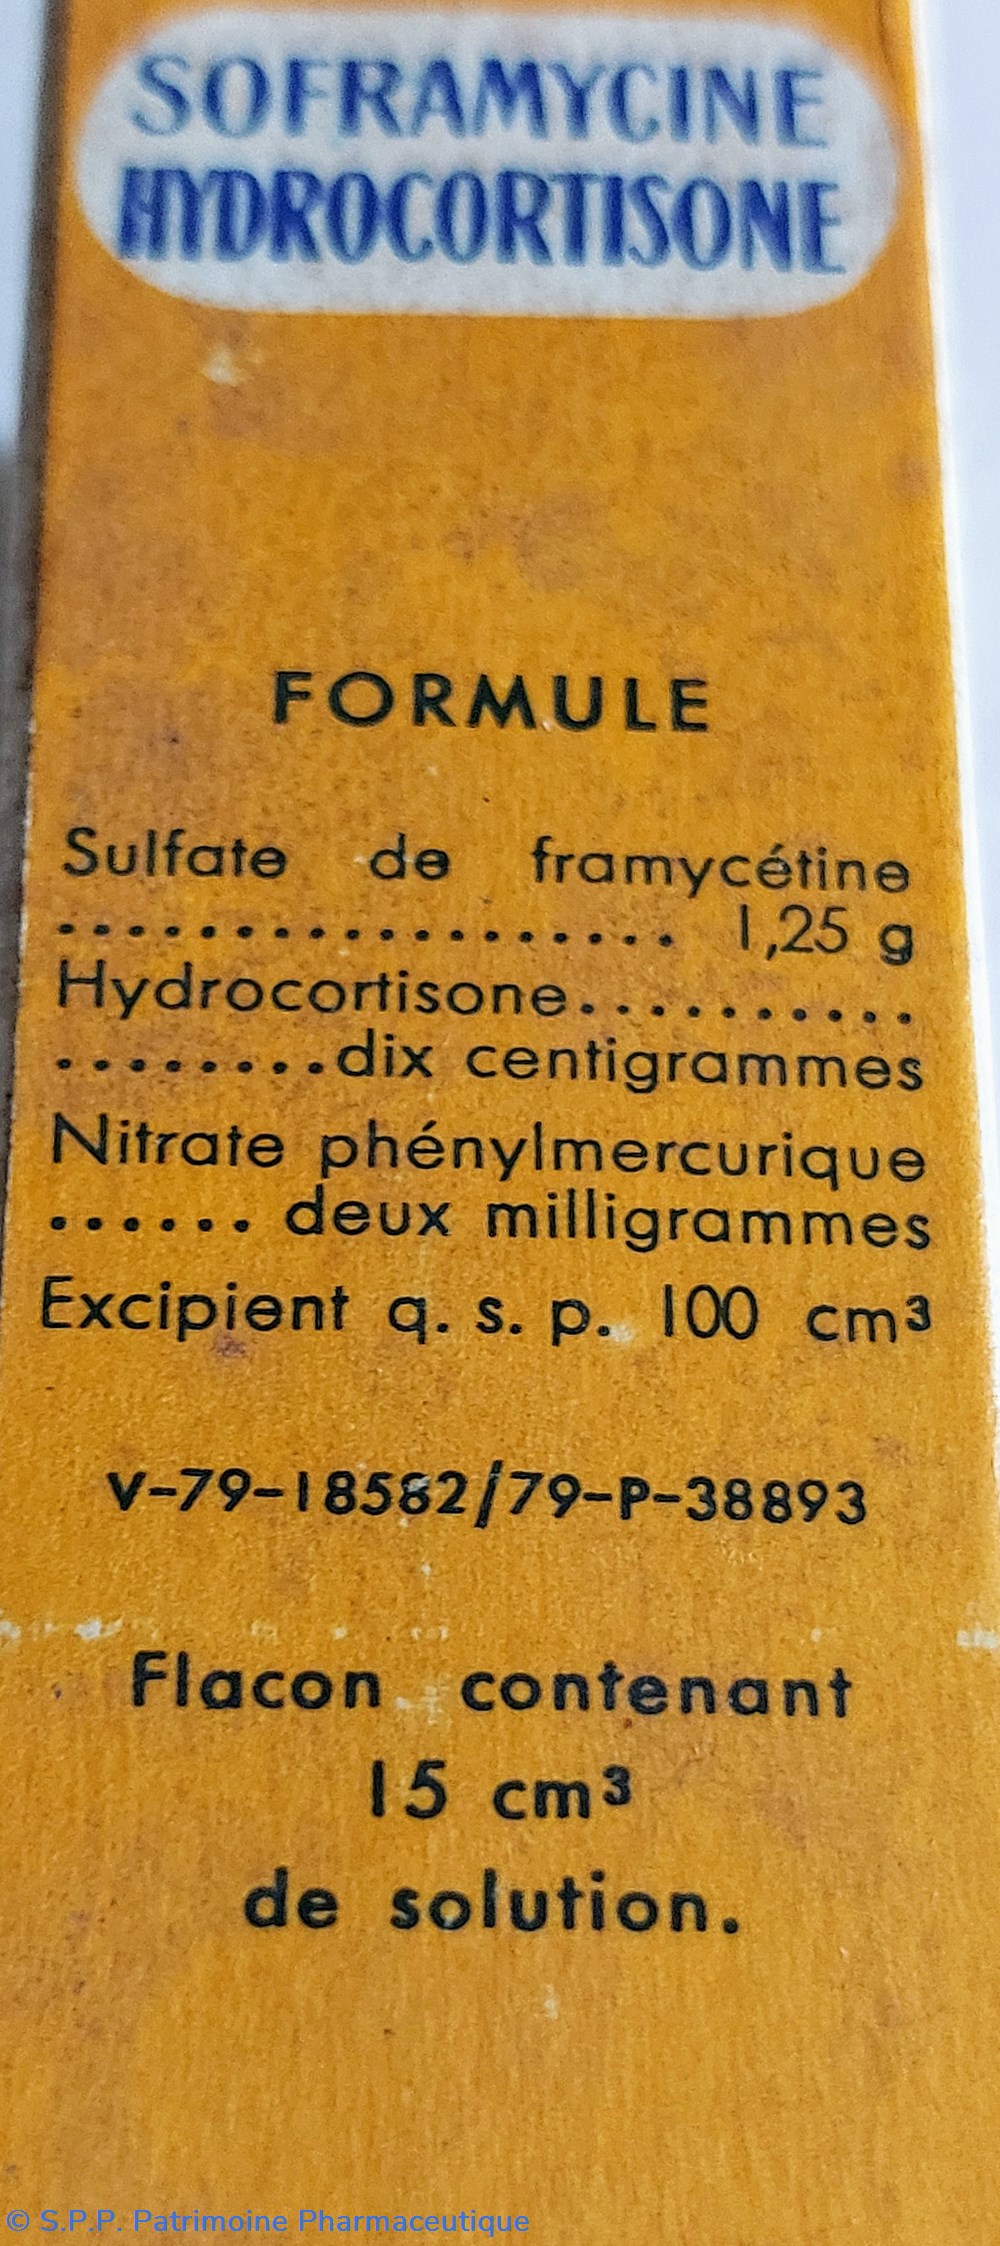 SOFRAMYCINE
HYDROCORTISONE
FORMULE
Sulfate de framycétine
.................. 1,25 g
Hydrocortisone..........
........dix centigrammes
Nitrate phénylmercurique
...... deux milligrammes
Excipient q. s. p. 100 cm³
V-79-18582/79-P-38893
Flacon contenant
15 cm³
de solution.
© S.P.P. Patrimoine Pharmaceutique